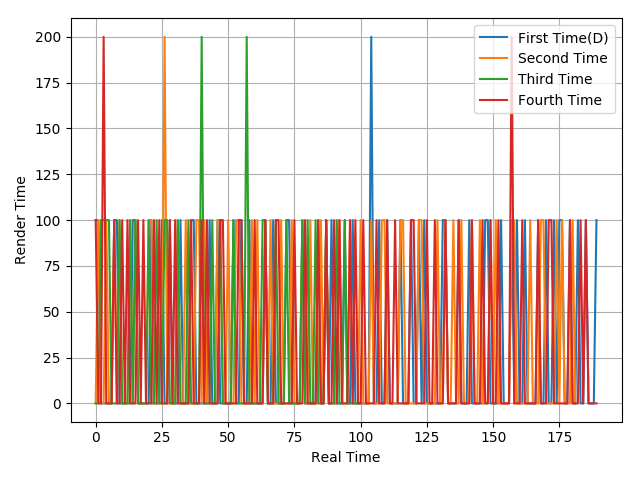 200
175
150
125
100
75
50
25
0
Render Time
First Time(D)
Second Time
Third Time
Fourth Time
0 25 50 75 100 125 150 175
Real Time